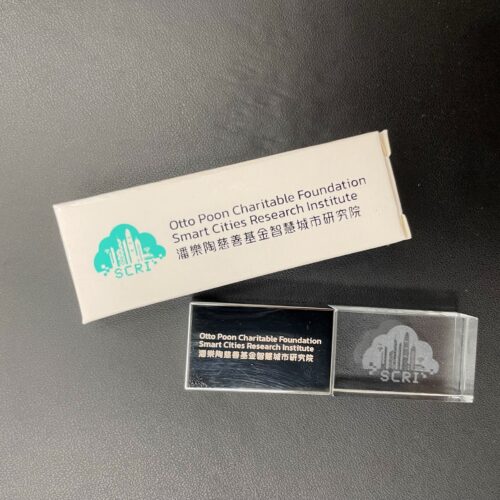 SCRI
Otto Poon Charitable Foundation
Smart Cities Research Institute
潘樂陶慈善基金智慧城市研究院
Otto Poon Charitable Foundation
Smart Cities Research Institute
潘樂陶慈善基金智慧城市研究院
SCRI